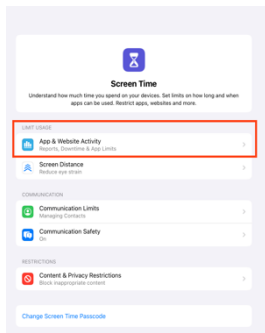 Screen Time
Understand how much time you spend on your devices. Set limits on how long and when
apps can be used. Restrict apps, websites and more.
LIMIT USAGE
App & Website Activity
Reports, Downtime & App Limits
Screen Distance
Reduce eye strain
COMMUNICATION
Communication Limits
Managing Contacts
Communication Safety
On
RESTRICTIONS
Content & Privacy Restrictions
Block inappropriate content
Change Screen Time Passcode